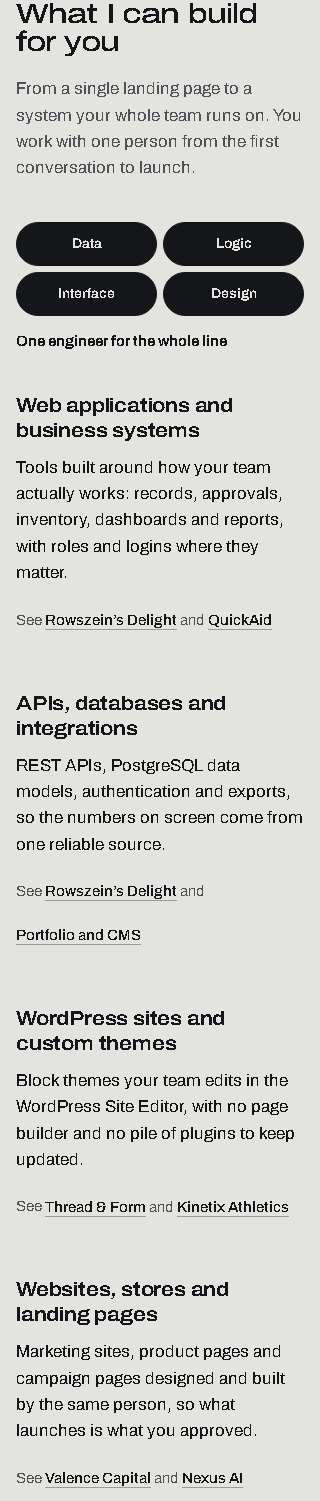 What I can build
for you
From a single landing page to a
system your whole team runs on. You
work with one person from the first
conversation to launch.
Data
Logic
Interface
Design
One engineer for the whole line
Web applications and
business systems
Tools built around how your team
actually works: records, approvals,
inventory, dashboards and reports,
with roles and logins where they
matter.
See Rowszein’s Delight and QuickAid
APIs, databases and
integrations
REST APIs, PostgreSQL data
models, authentication and exports,
so the numbers on screen come from
one reliable source.
See Rowszein’s Delight and
Portfolio and CMS
WordPress sites and
custom themes
Block themes your team edits in the
WordPress Site Editor, with no page
builder and no pile of plugins to keep
updated.
See Thread & Form and Kinetix Athletics
Websites, stores and
landing pages
Marketing sites, product pages and
campaign pages designed and built
by the same person, so what
launches is what you approved.
See Valence Capital and Nexus AI